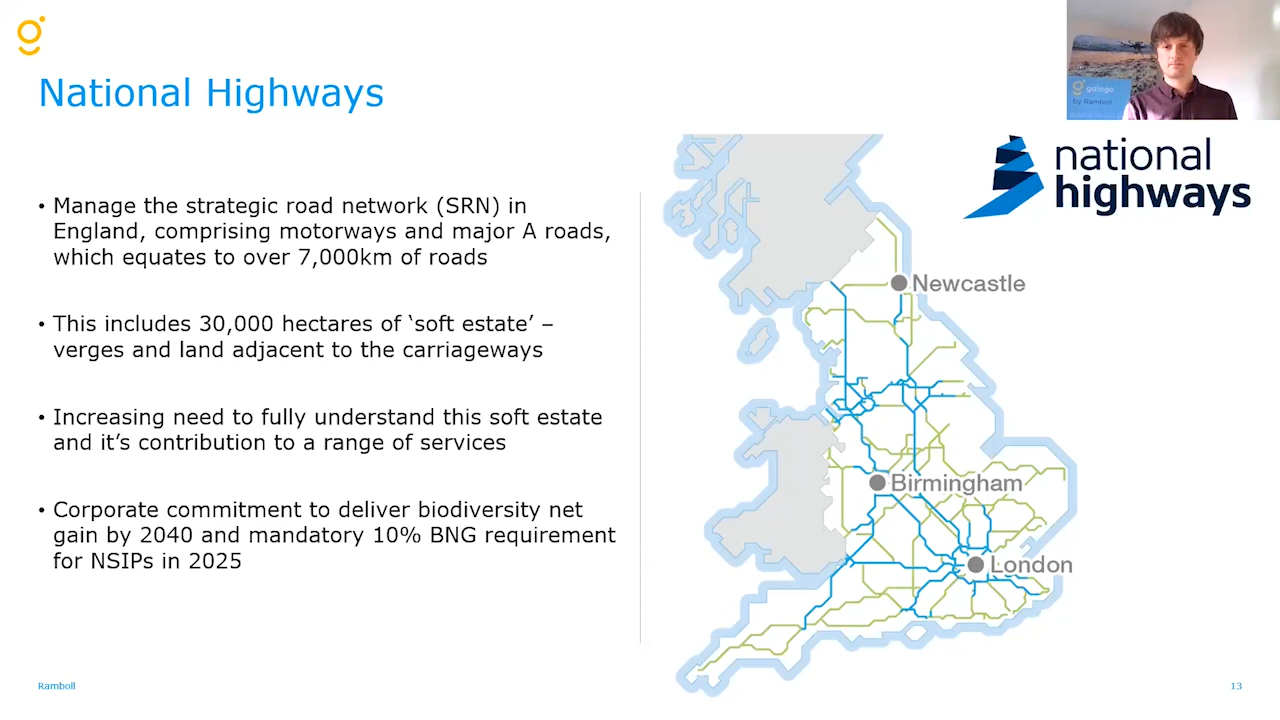 National Highways
• Manage the strategic road network (SRN) in
England, comprising motorways and major A roads,
which equates to over 7,000km of roads
• This includes 30,000 hectares of ‘soft estate’ –
verges and land adjacent to the carriageways
• Increasing need to fully understand this soft estate
and it’s contribution to a range of services
• Corporate commitment to deliver biodiversity net
gain by 2040 and mandatory 10% BNG requirement
for NSIPs in 2025
national
highways
Newcastle
Birmingham
London
galago
by Ramboll
Ramboll
13